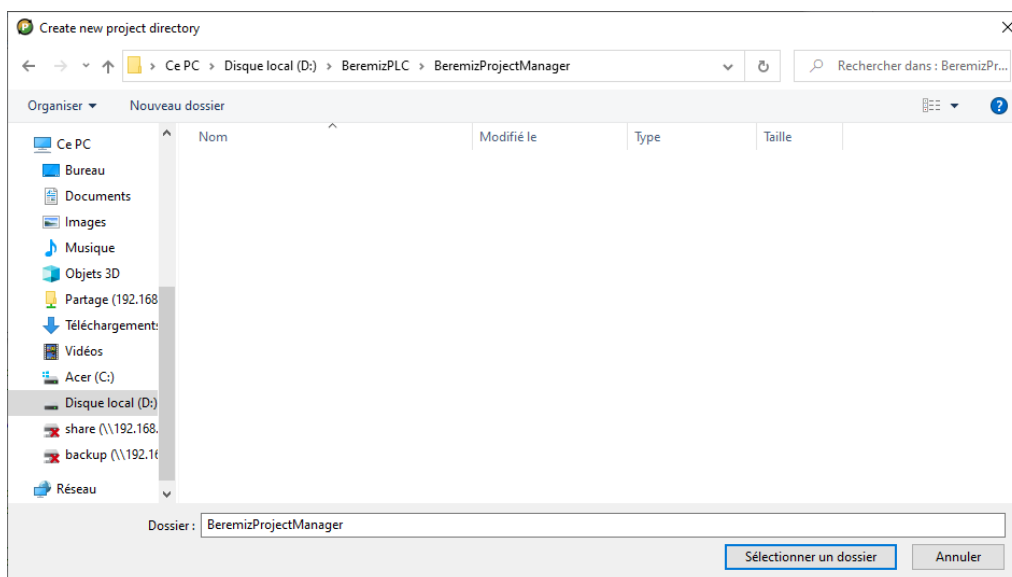 Create new project directory
Ce PC > Disque local (D:) > BeremizPLC > BeremizProjectManager
Rechercher dans : BeremizPr...
Organiser
Nouveau dossier
Nom
Modifié le
Type
Taille
Ce PC
Bureau
Documents
Images
Musique
Objets 3D
Partage (192.168
Téléchargements
Vidéos
Acer (C:)
Disque local (D:)
share (\\192.168.
backup (\\192.16
Réseau
Dossier : BeremizProjectManager
Sélectionner un dossier
Annuler